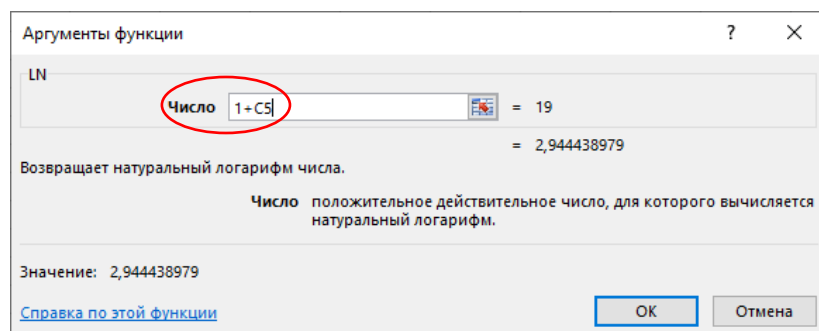 Аргументы функции ? ×
LN
Число 1+C5 = 19
= 2,944438979
Возвращает натуральный логарифм числа.
Число положительное действительное число, для которого вычисляется
натуральный логарифм.
Значение: 2,944438979
Справка по этой функции ОК Отмена